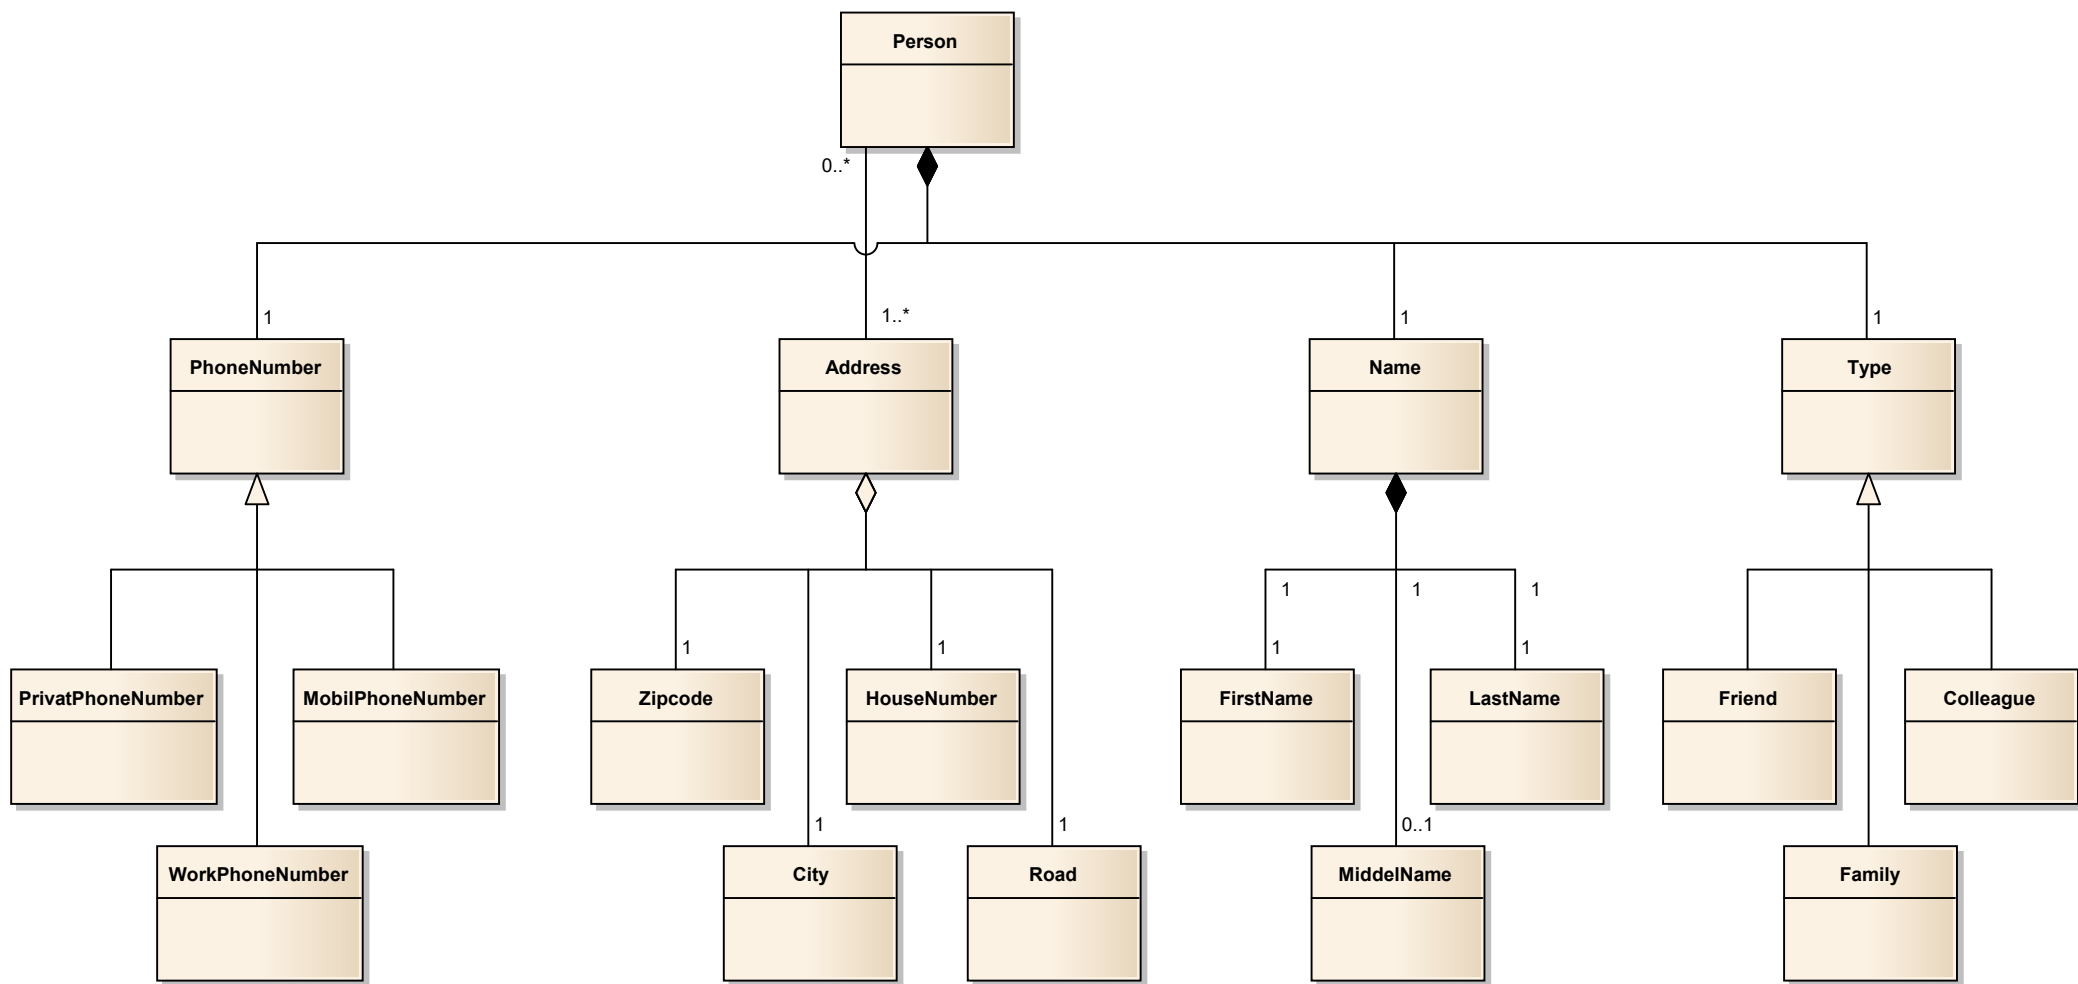 Person
0..*
1
1..*
1
1
PhoneNumber
Address
Name
Type
1
1
1
1
1
1
1
PrivatPhoneNumber
MobilPhoneNumber
Zipcode
HouseNumber
FirstName
LastName
Friend
Colleague
1
1
0..1
WorkPhoneNumber
City
Road
MiddelName
Family